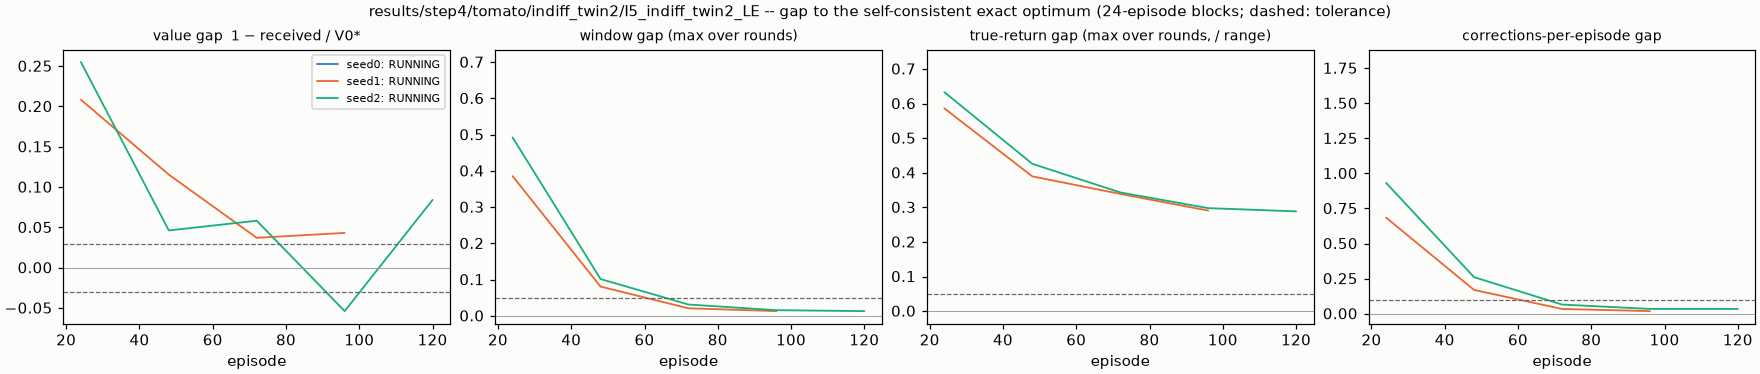 results/step4/tomato/indiff_twin2/l5_indiff_twin2_LE -- gap to the self-consistent exact optimum (24-episode blocks; dashed: tolerance)
value gap  1 − received / V0*
0.25
0.20
0.15
0.10
0.05
0.00
−0.05
20 40 60 80 100 120
episode
seed0: RUNNING
seed1: RUNNING
seed2: RUNNING
window gap (max over rounds)
0.7
0.6
0.5
0.4
0.3
0.2
0.1
0.0
20 40 60 80 100 120
episode
true-return gap (max over rounds, / range)
0.7
0.6
0.5
0.4
0.3
0.2
0.1
0.0
20 40 60 80 100 120
episode
corrections-per-episode gap
1.75
1.50
1.25
1.00
0.75
0.50
0.25
0.00
20 40 60 80 100 120
episode